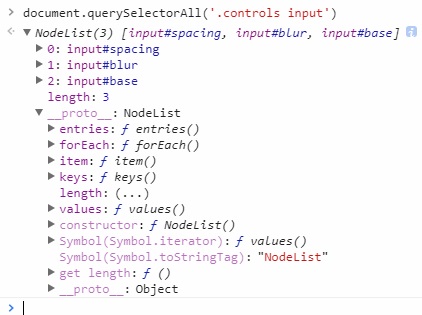 document.querySelectorAll('.controls input')
NodeList(3) [input#spacing, input#blur, input#base]
0: input#spacing
1: input#blur
2: input#base
length: 3
__proto__: NodeList
entries: ƒ entries()
forEach: ƒ forEach()
item: ƒ item()
keys: ƒ keys()
length: (...)
values: ƒ values()
constructor: ƒ NodeList()
Symbol(Symbol.iterator): ƒ values()
Symbol(Symbol.toStringTag): "NodeList"
get length: ƒ ()
__proto__: Object